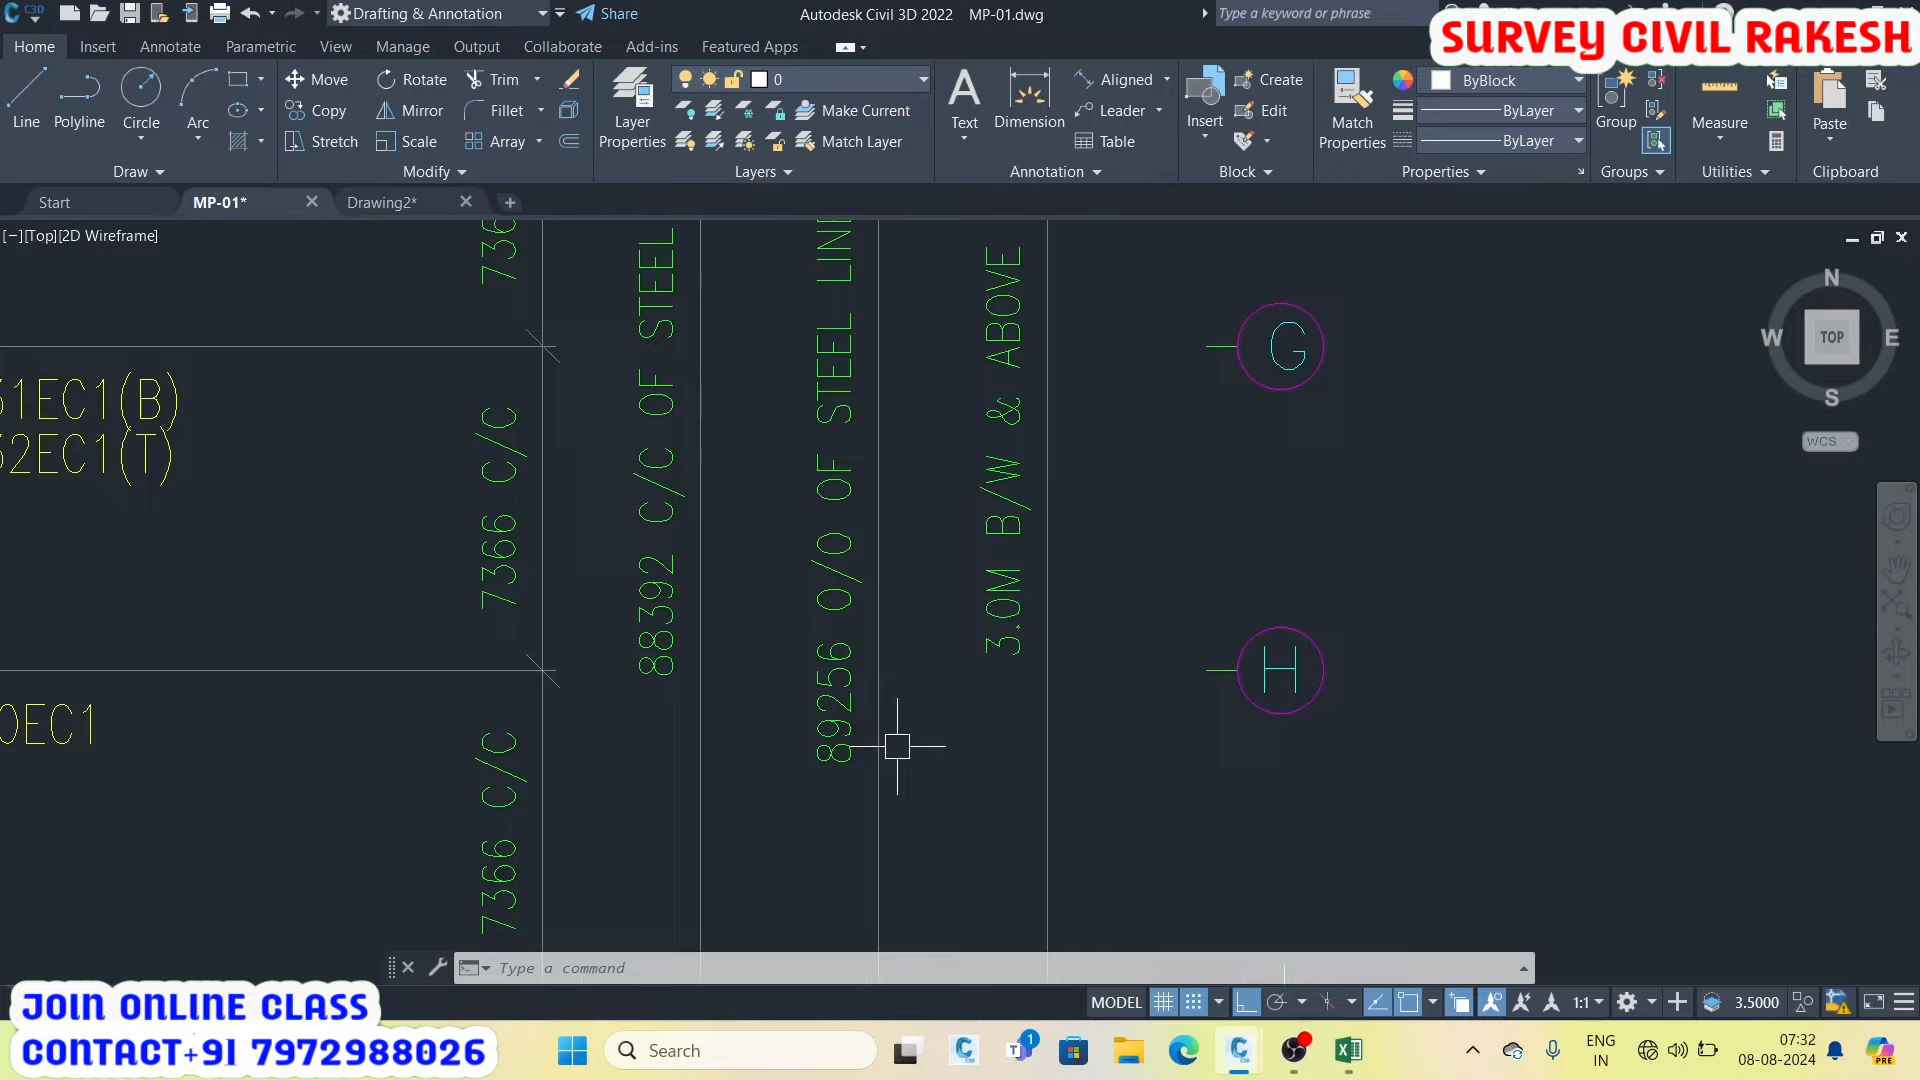 Drafting & Annotation
Share
Autodesk Civil 3D 2022 MP-01.dwg
Type a keyword or phrase
SURVEY CIVIL RAKESH
Home Insert Annotate Parametric View Manage Output Collaborate Add-ins Featured Apps
Line Polyline Circle Arc
Move Rotate Trim
Copy Mirror Fillet
Stretch Scale Array
Layer Properties
0
Make Current
Match Layer
Text Dimension
Aligned
Leader
Table
Insert
Create
Edit
Match Properties
ByBlock
ByLayer
ByLayer
Group
Measure
Paste
Draw Modify Layers Annotation Block Properties Groups Utilities Clipboard
Start MP-01* Drawing2*
[−][Top][2D Wireframe]
N
W TOP E
S
WCS
736
1EC1(B)
2EC1(T)
EC1
7366 C/C
7366 C/C
88392 C/C OF STEEL
89256 O/O OF STEEL LINE
3.0M B/W & ABOVE
G
H
Type a command
MODEL
1:1
3.5000
JOIN ONLINE CLASS
CONTACT+91 7972988026
Search
1
ENG
IN
07:32
08-08-2024
PRE